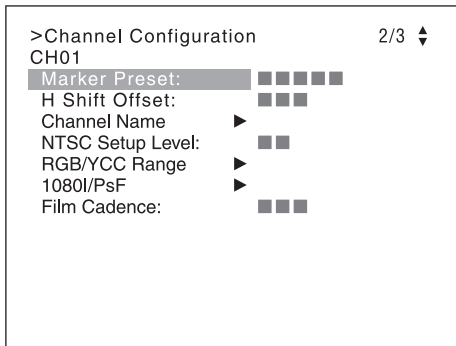 >Channel Configuration 2/3
CH01
Marker Preset: ■■■■■
H Shift Offset: ■■■
Channel Name ▶
NTSC Setup Level: ■■
RGB/YCC Range ▶
1080I/PsF ▶
Film Cadence: ■■■